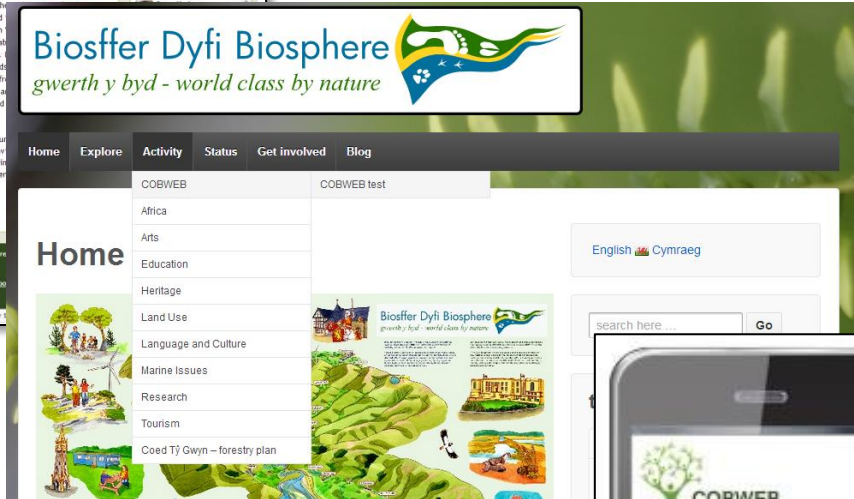 Biosffer Dyfi Biosphere
gwerth y byd - world class by nature
Home Explore Activity Status Get involved Blog
COBWEB COBWEB test
Africa
Arts
Education
Heritage
Land Use
Language and Culture
Marine Issues
Research
Tourism
Coed Tŷ Gwyn – forestry plan
Home
Biosffer Dyfi Biosphere
gwerth y byd - world class by nature
English Cymraeg
search here ...
Go
COBWEB